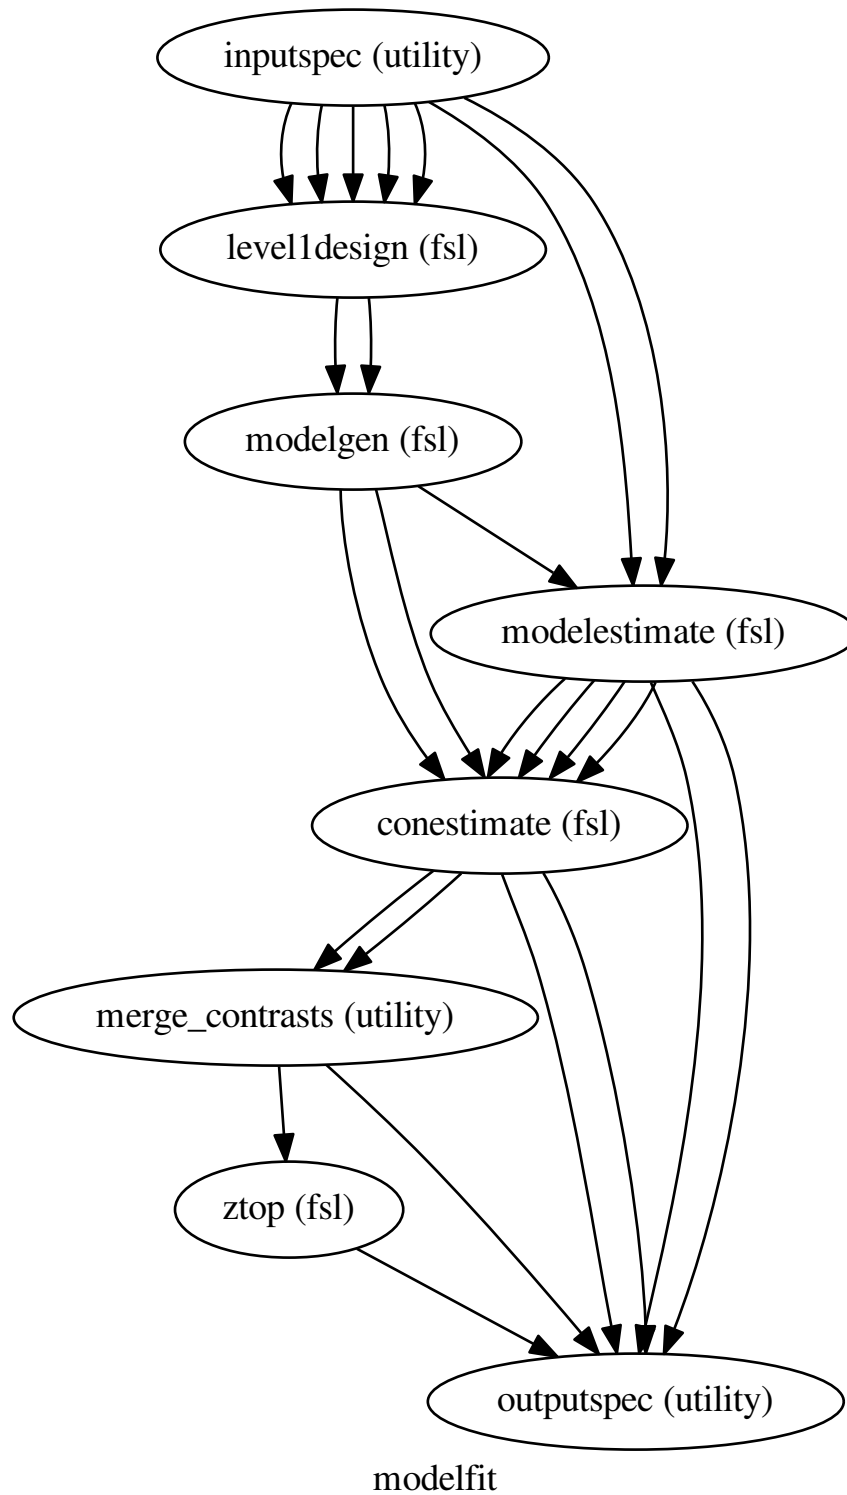 inputspec (utility)
level1design (fsl)
modelgen (fsl)
modelestimate (fsl)
conestimate (fsl)
merge_contrasts (utility)
ztop (fsl)
outputspec (utility)
modelfit